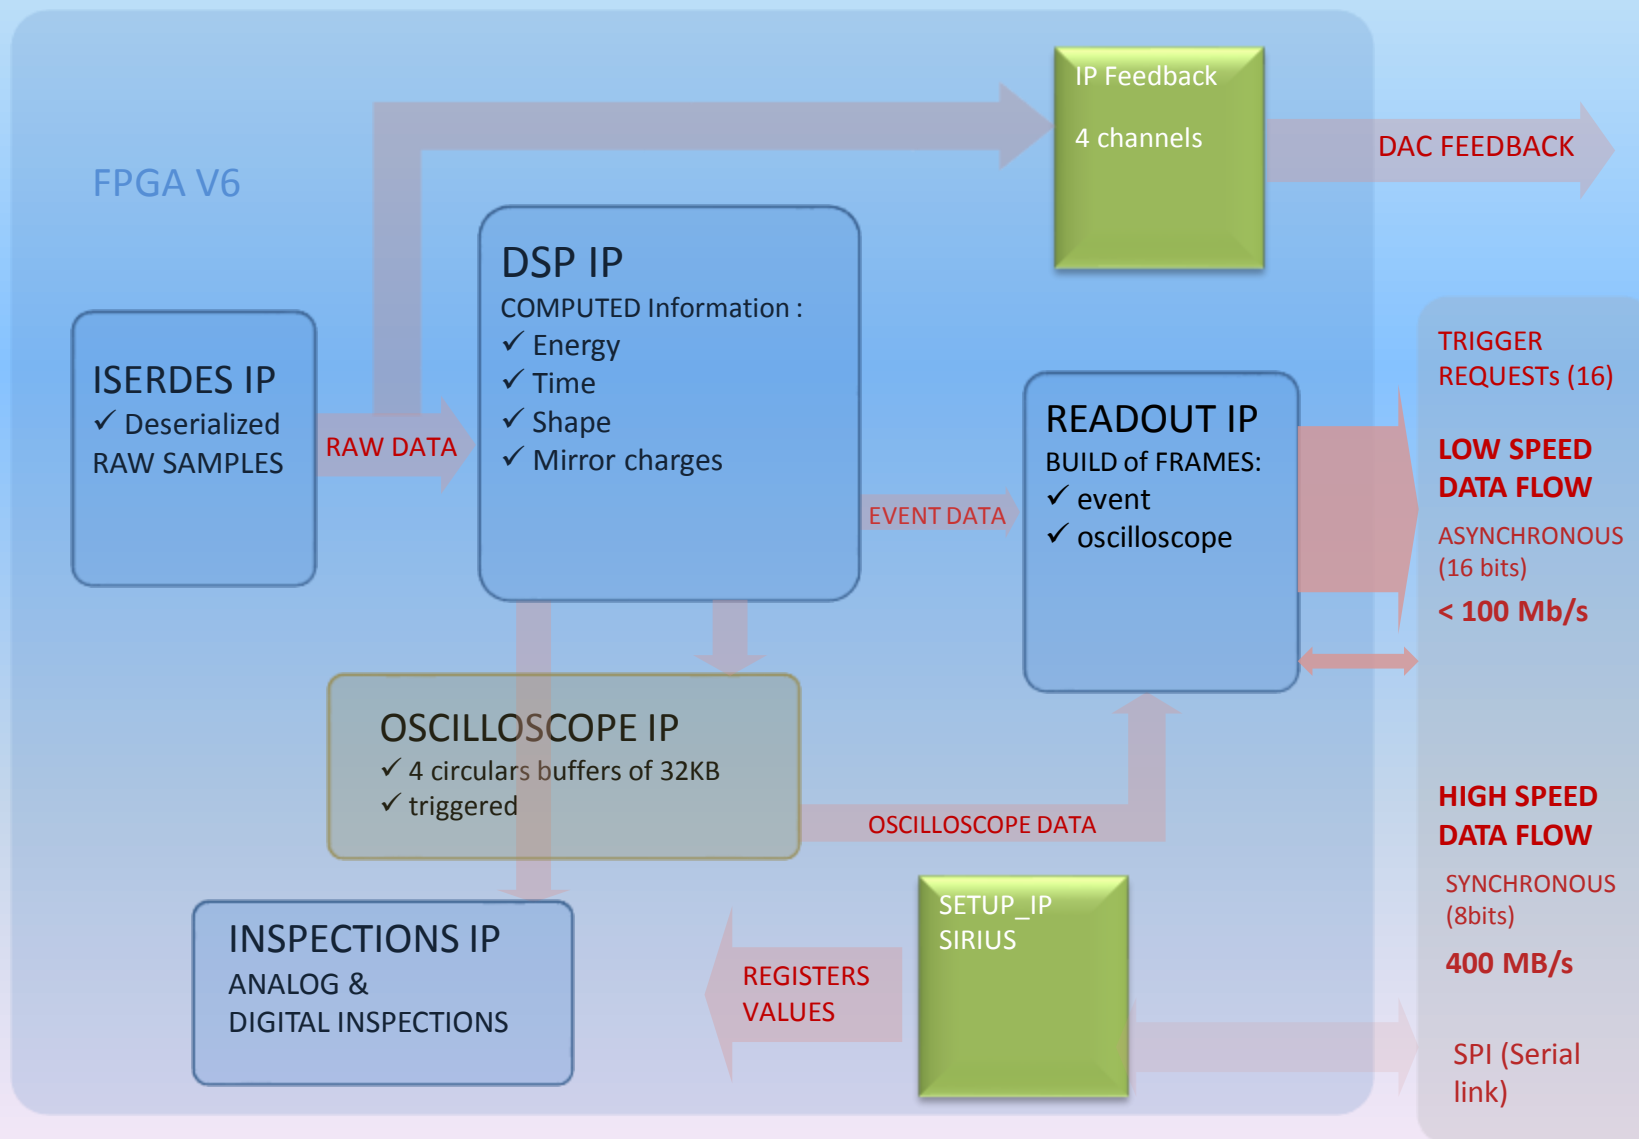 IP Feedback
4 channels
DAC FEEDBACK
FPGA V6
DSP IP
COMPUTED Information :
✓ Energy
✓ Time
✓ Shape
✓ Mirror charges
ISERDES IP
✓ Deserialized
RAW SAMPLES
RAW DATA
EVENT DATA
READOUT IP
BUILD of FRAMES:
✓ event
✓ oscilloscope
TRIGGER
REQUESTs (16)
LOW SPEED
DATA FLOW
ASYNCHRONOUS
(16 bits)
< 100 Mb/s
OSCILLOSCOPE IP
✓ 4 circulars buffers of 32KB
✓ triggered
OSCILLOSCOPE DATA
HIGH SPEED
DATA FLOW
SYNCHRONOUS
(8bits)
400 MB/s
INSPECTIONS IP
ANALOG &
DIGITAL INSPECTIONS
REGISTERS
VALUES
SETUP_IP
SIRIUS
SPI (Serial
link)